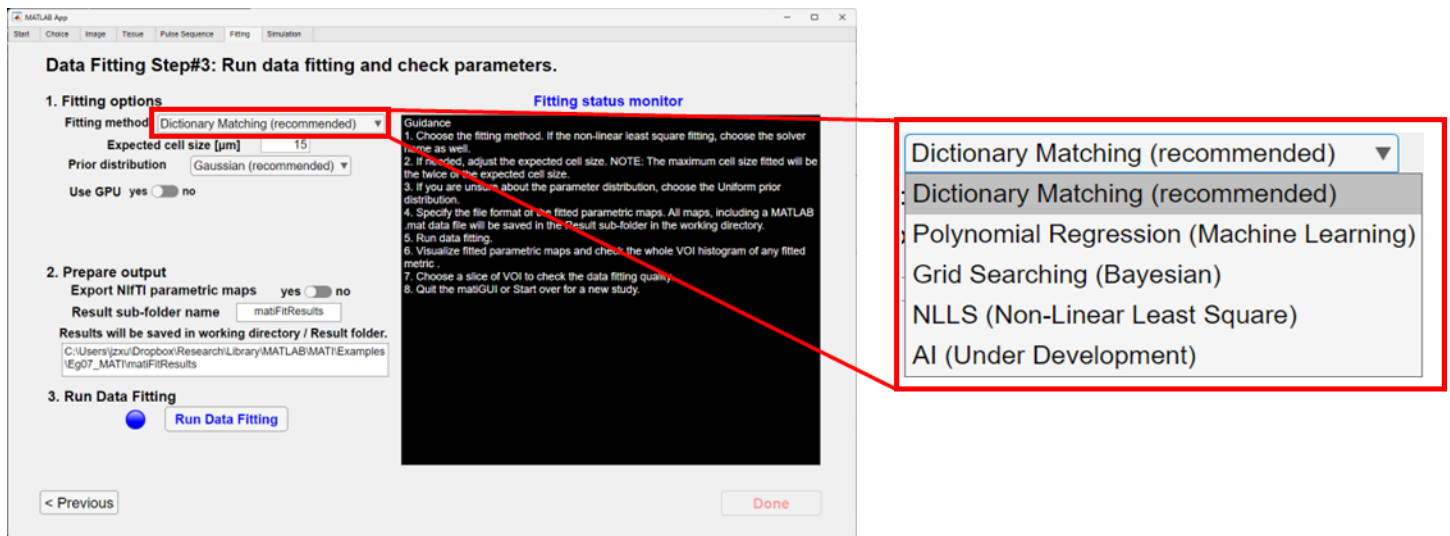 MATLAB App
Start Choice Image Tissue Pulse Sequence Fitting Simulation
Data Fitting Step#3: Run data fitting and check parameters.
1. Fitting options
Fitting method Dictionary Matching (recommended)
Expected cell size [µm] 15
Prior distribution Gaussian (recommended)
Use GPU yes no
2. Prepare output
Export NIfTI parametric maps yes no
Result sub-folder name matiFitResults
Results will be saved in working directory / Result folder.
C:\Users\jzxu\Dropbox\Research\Library\MATLAB\MATI\Examples
\Eg07_MATI\matiFitResults
3. Run Data Fitting
Run Data Fitting
< Previous
Fitting status monitor
Guidance
1. Choose the fitting method. If the non-linear least square fitting, choose the solver
name as well.
2. If needed, adjust the expected cell size. NOTE: The maximum cell size fitted will be
the twice of the expected cell size.
3. If you are unsure about the parameter distribution, choose the Uniform prior
distribution.
4. Specify the file format of the fitted parametric maps. All maps, including a MATLAB
.mat data file will be saved in the Result sub-folder in the working directory.
5. Run data fitting.
6. Visualize fitted parametric maps and check the whole VOI histogram of any fitted
metric .
7. Choose a slice of VOI to check the data fitting quality.
8. Quit the matiGUI or Start over for a new study.
Done
Dictionary Matching (recommended)
Dictionary Matching (recommended)
Polynomial Regression (Machine Learning)
Grid Searching (Bayesian)
NLLS (Non-Linear Least Square)
AI (Under Development)